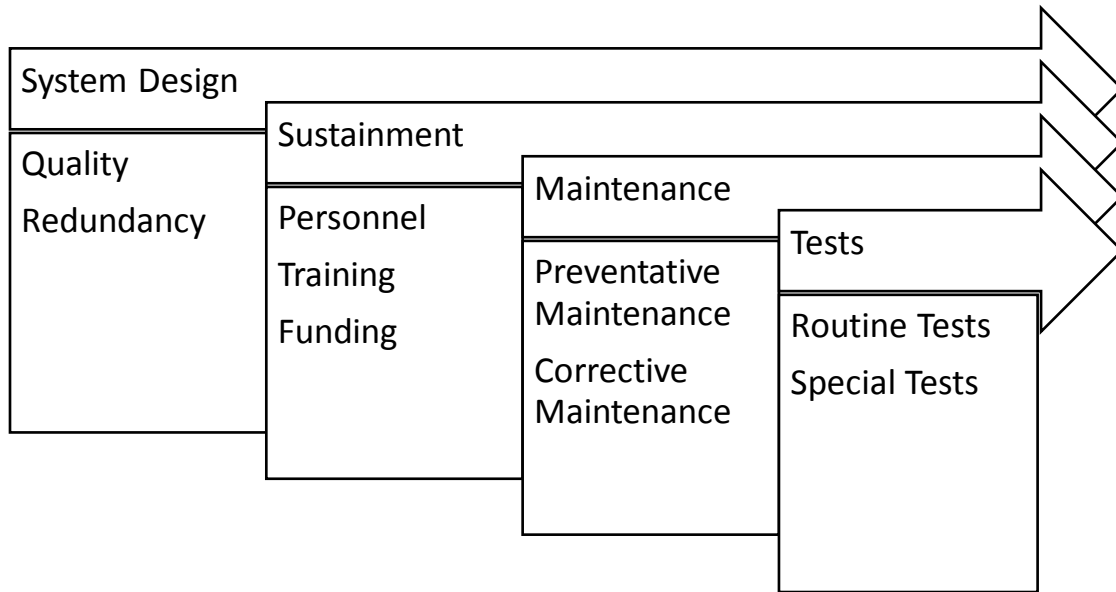 System Design
Quality
Redundancy
Sustainment
Personnel
Training
Funding
Maintenance
Preventative
Maintenance
Corrective
Maintenance
Tests
Routine Tests
Special Tests